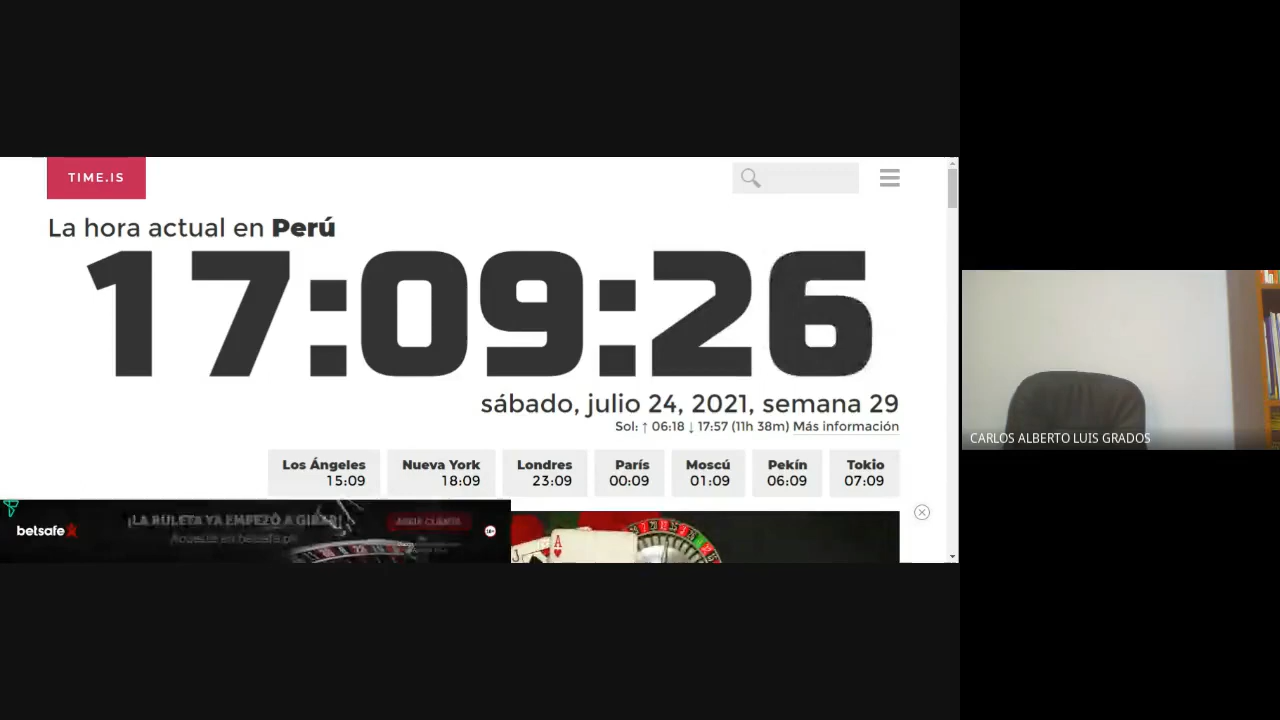 TIME.IS
La hora actual en Perú
17:09:26
sábado, julio 24, 2021, semana 29
Sol: ↑ 06:18 ↓ 17:57 (11h 38m) Más información
Los Ángeles Nueva York Londres París Moscú Pekín Tokio
15:09 18:09 23:09 00:09 01:09 06:09 07:09
¡LA RULETA YA EMPEZÓ A GIRAR!
betsafe
J A
CARLOS ALBERTO LUIS GRADOS